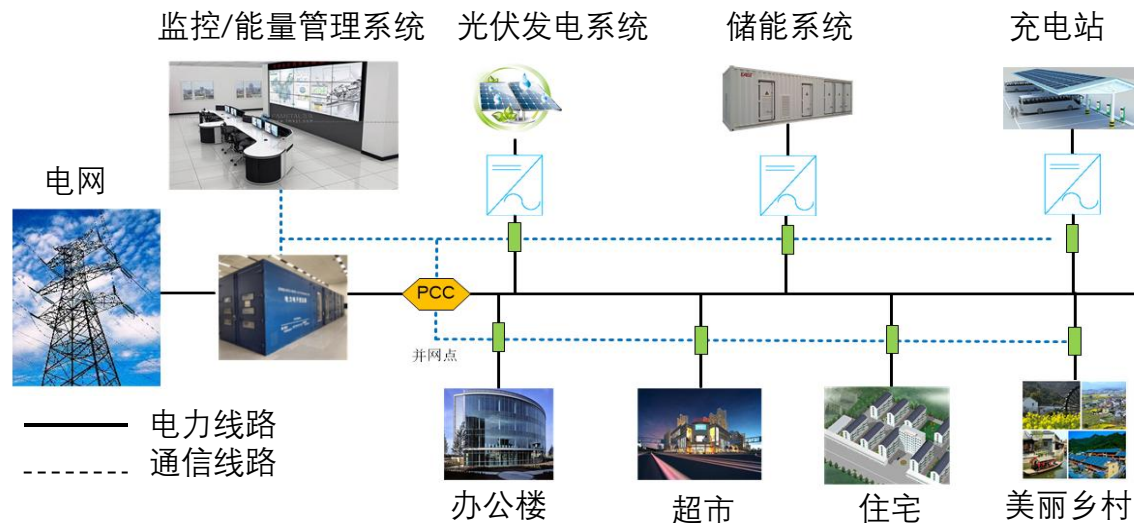 监控/能量管理系统
光伏发电系统
储能系统
充电站
电网
PCC
并网点
电力线路
通信线路
办公楼
超市
住宅
美丽乡村